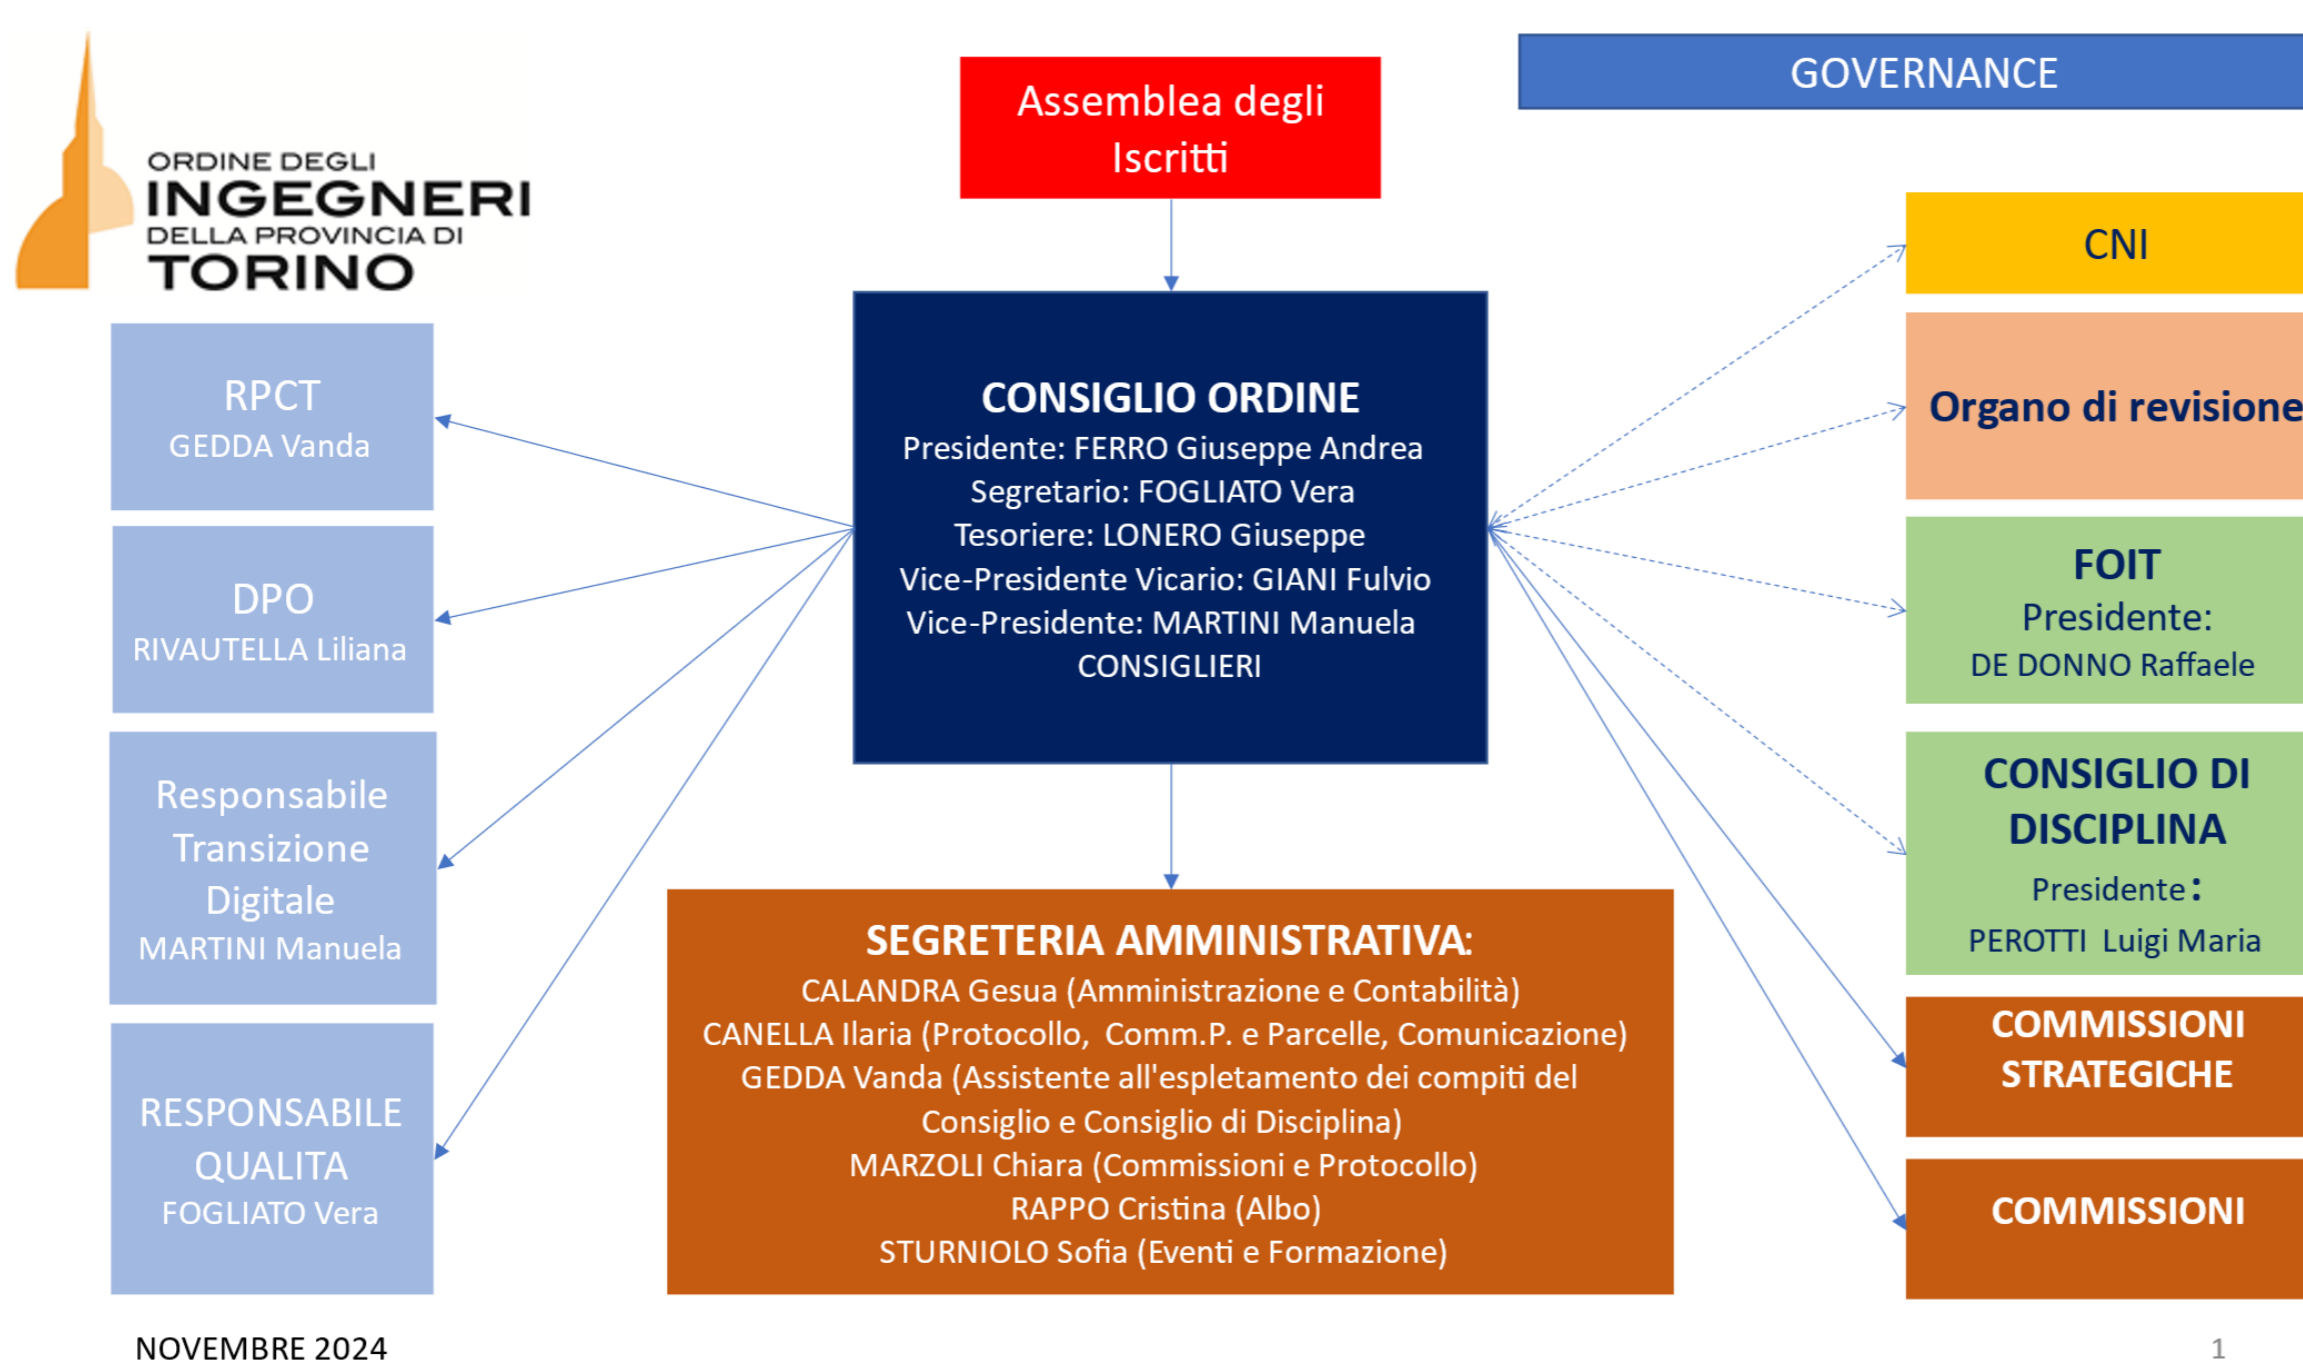 ORDINE DEGLI
INGEGNERI
DELLA PROVINCIA DI
TORINO
Assemblea degli
Iscritti
GOVERNANCE
RPCT
GEDDA Vanda
DPO
RIVAUTELLA Liliana
Responsabile
Transizione
Digitale
MARTINI Manuela
RESPONSABILE
QUALITA
FOGLIATO Vera
CONSIGLIO ORDINE
Presidente: FERRO Giuseppe Andrea
Segretario: FOGLIATO Vera
Tesoriere: LONERO Giuseppe
Vice-Presidente Vicario: GIANI Fulvio
Vice-Presidente: MARTINI Manuela
CONSIGLIERI
SEGRETERIA AMMINISTRATIVA:
CALANDRA Gesua (Amministrazione e Contabilità)
CANELLA Ilaria (Protocollo, Comm.P. e Parcelle, Comunicazione)
GEDDA Vanda (Assistente all'espletamento dei compiti del
Consiglio e Consiglio di Disciplina)
MARZOLI Chiara (Commissioni e Protocollo)
RAPPO Cristina (Albo)
STURNIOLO Sofia (Eventi e Formazione)
CNI
Organo di revisione
FOIT
Presidente:
DE DONNO Raffaele
CONSIGLIO DI
DISCIPLINA
Presidente:
PEROTTI Luigi Maria
COMMISSIONI
STRATEGICHE
COMMISSIONI
NOVEMBRE 2024
1